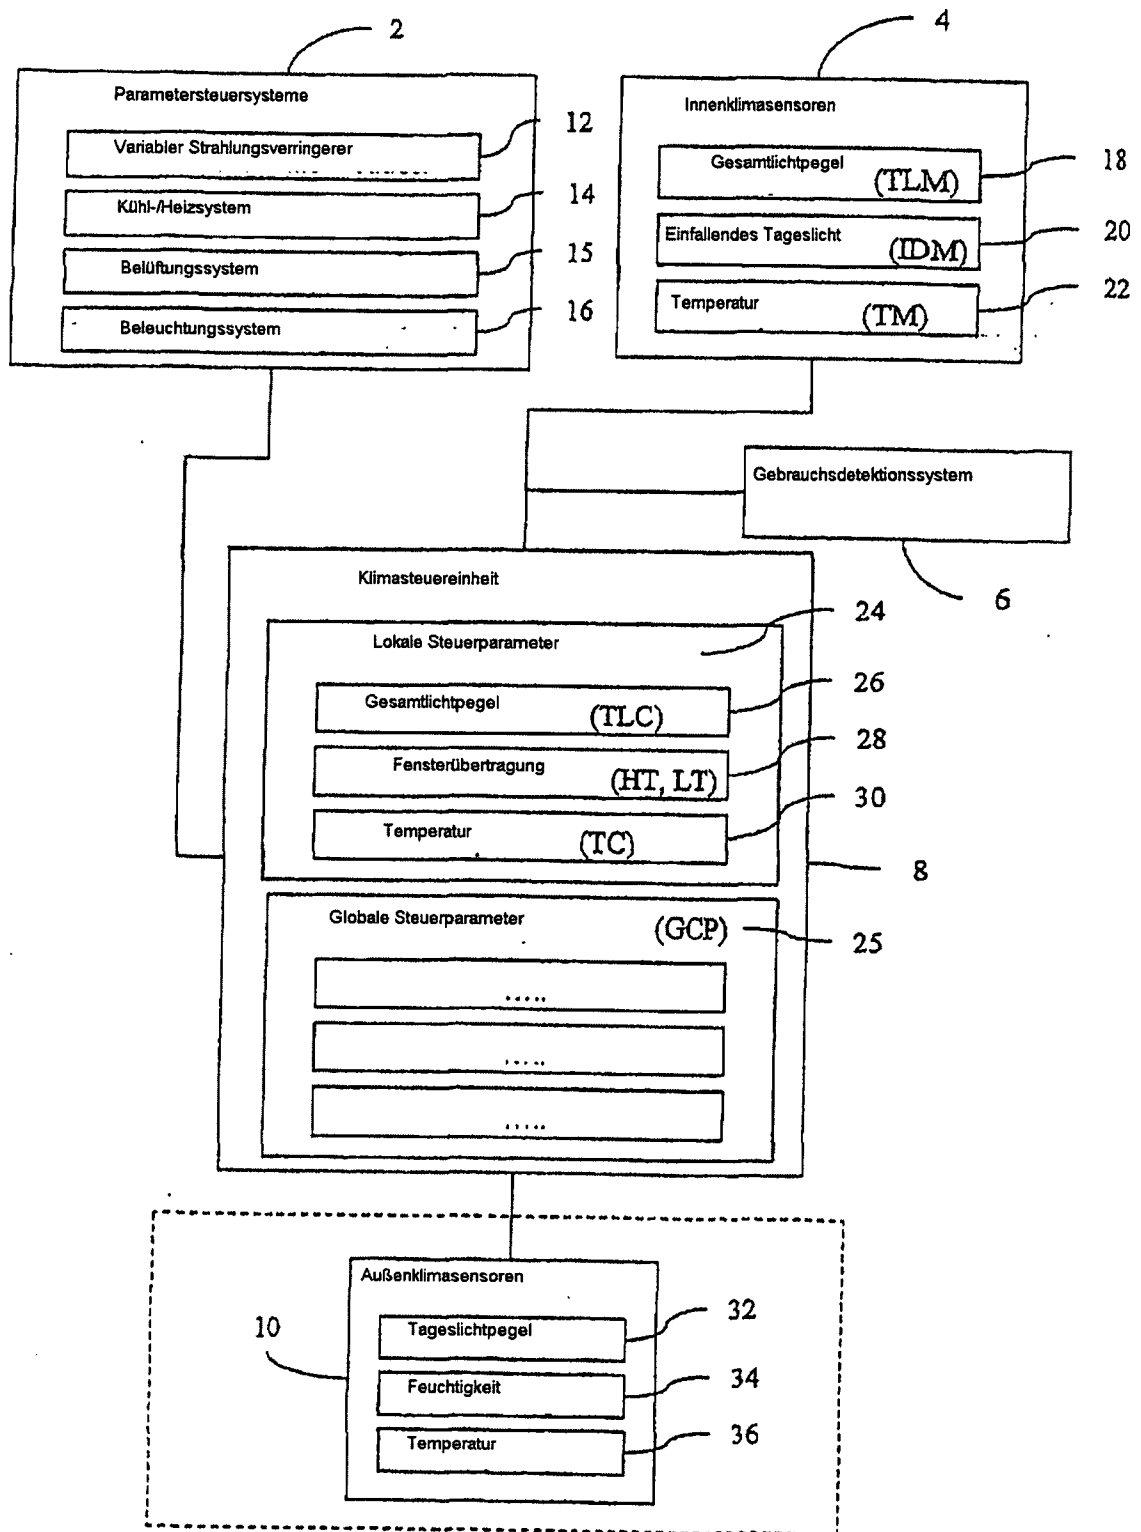 2
Parametersteuersysteme
Variabler Strahlungsverringerer
12
Kühl-/Heizsystem
14
Belüftungssystem
15
Beleuchtungssystem
16
4
Innenklimasensoren
Gesamtlichtpegel (TLM)
18
Einfallendes Tageslicht (IDM)
20
Temperatur (TM)
22
Gebrauchsdetektionssystem
6
Klimasteuereinheit
8
Lokale Steuerparameter
24
Gesamtlichtpegel (TLC)
26
Fensterübertragung (HT, LT)
28
Temperatur (TC)
30
Globale Steuerparameter (GCP)
25
.....
.....
.....
Außenklimasensoren
10
Tageslichtpegel
32
Feuchtigkeit
34
Temperatur
36